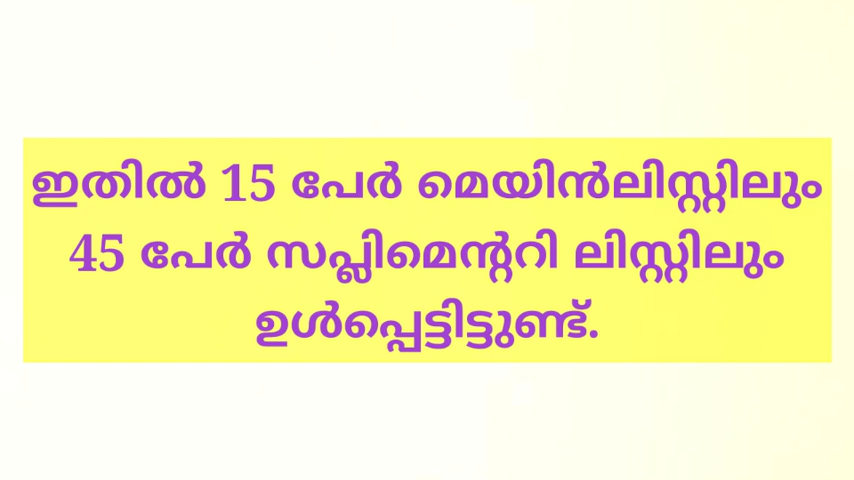 ഇതിൽ 15 പേർ മെയിൻലിസ്റ്റിലും
45 പേർ സപ്ലിമെന്ററി ലിസ്റ്റിലും
ഉൾപ്പെട്ടിട്ടുണ്ട്.